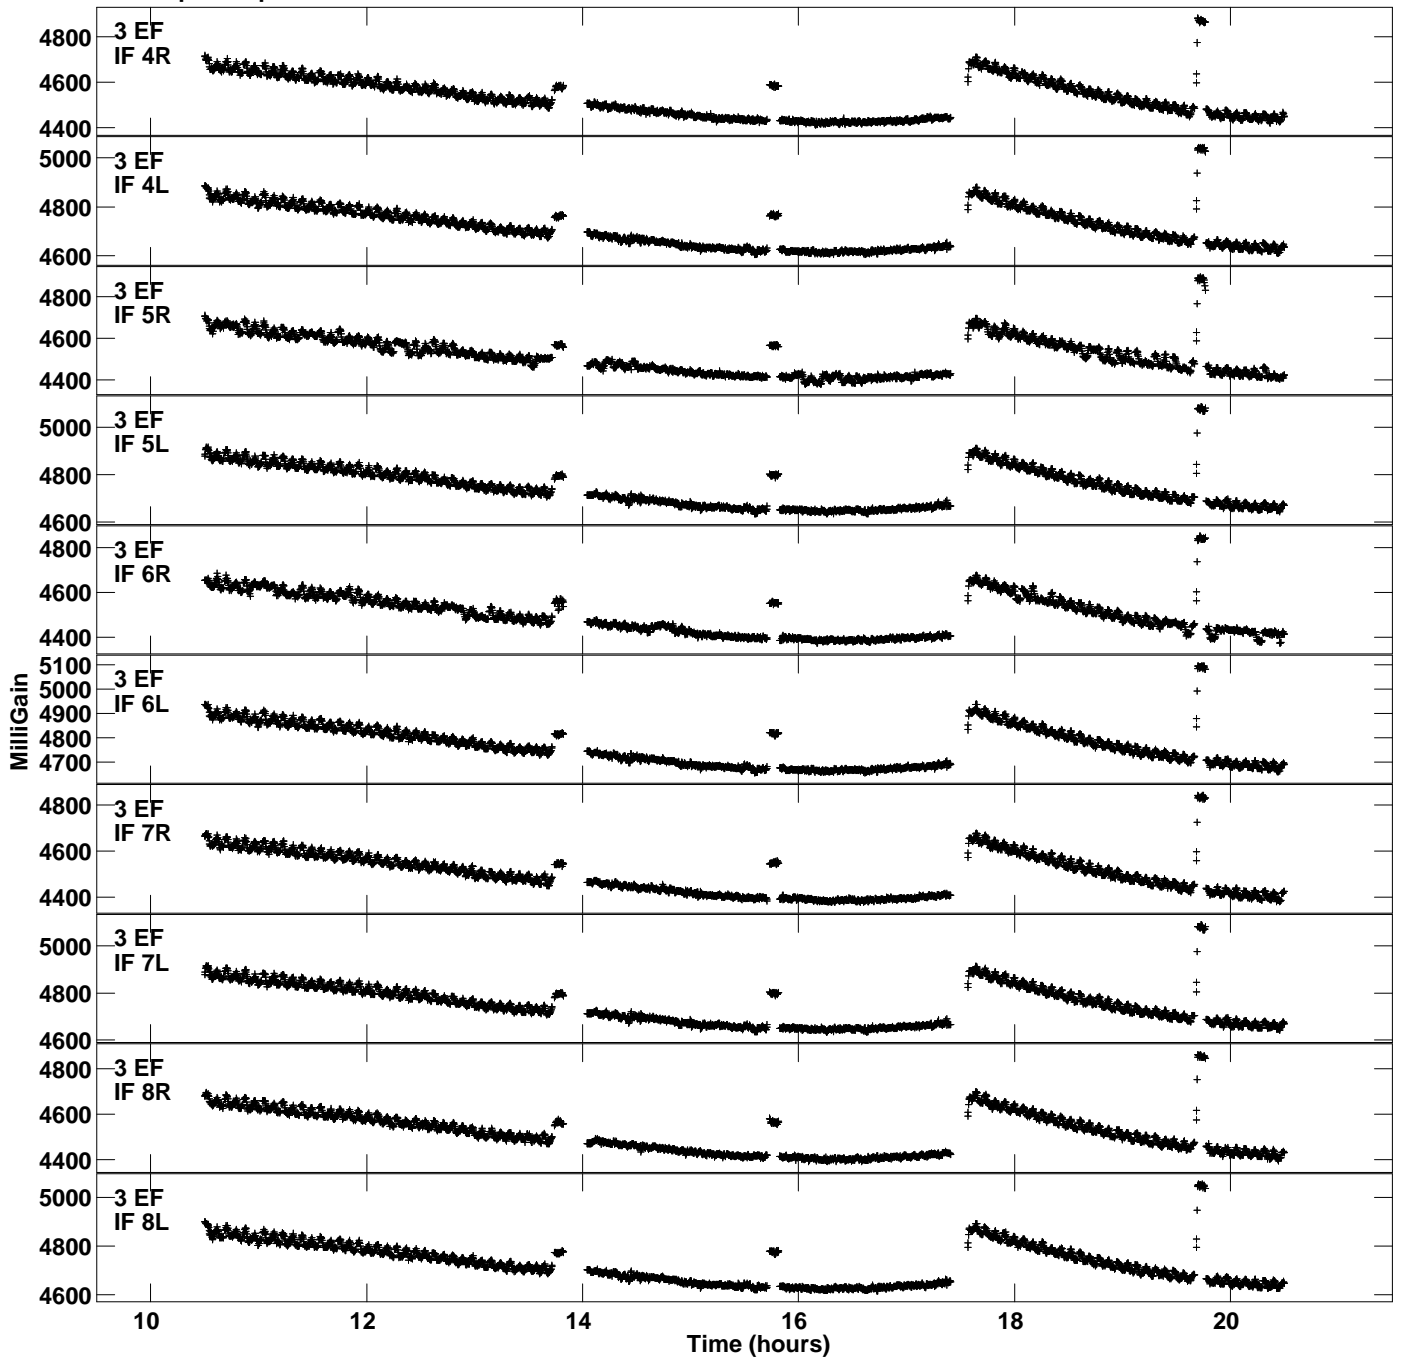 3 EF
IF 4R
4800
4600
4400
3 EF
IF 4L
5000
4800
4600
3 EF
IF 5R
4800
4600
4400
3 EF
IF 5L
5000
4800
4600
3 EF
IF 6R
4800
4600
4400
3 EF
IF 6L
5100
5000
4900
4800
4700
MilliGain
3 EF
IF 7R
4800
4600
4400
3 EF
IF 7L
5000
4800
4600
3 EF
IF 8R
4800
4600
4400
3 EF
IF 8L
5000
4800
4600
10 12 14 16 18 20
Time (hours)